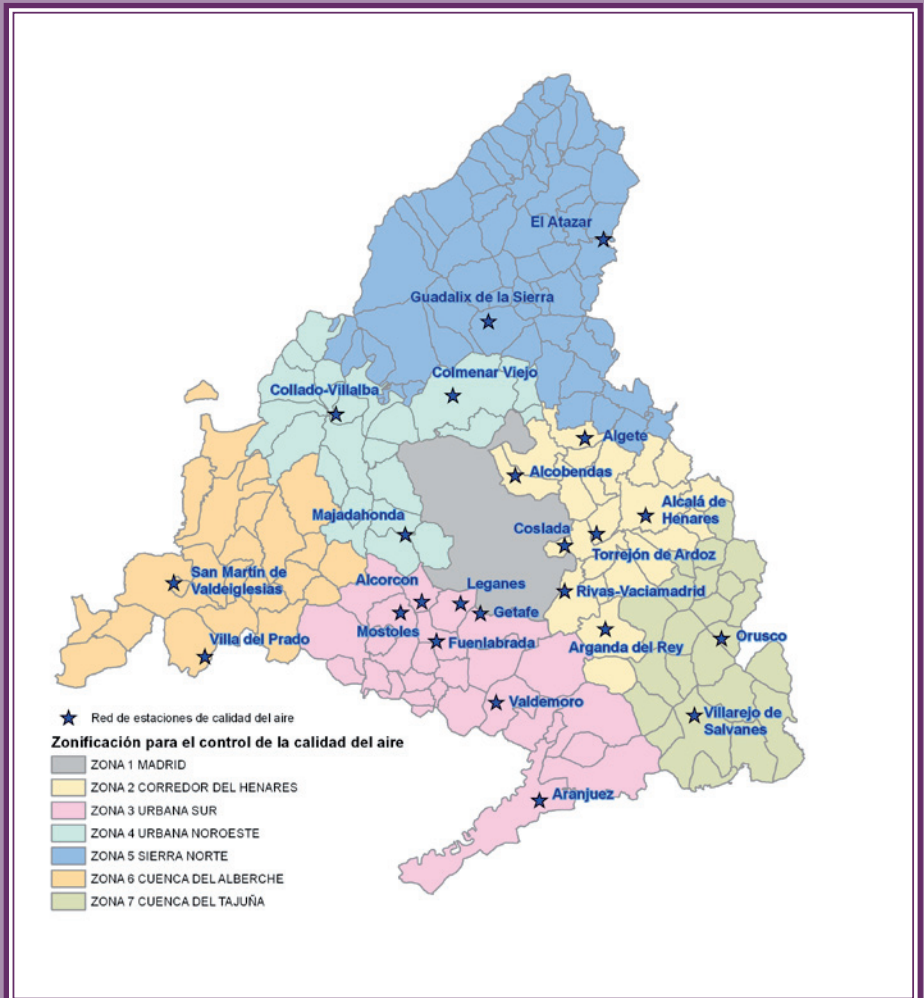 El Atazar
Guadalix de la Sierra
Colmenar Viejo
Collado-Villalba
Algete
Alcobendas
Alcalá de
Henares
Majadahonda
Coslada
Torrejón de Ardoz
San Martín de
Valdeiglesias
Alcorcon
Leganes
Rivas-Vaciamadrid
Getafe
Mostoles
Fuenlabrada
Villa del Prado
Arganda del Rey
Orusco
Valdemoro
Villarejo de
Salvanes
Aranjuez
Red de estaciones de calidad del aire
Zonificación para el control de la calidad del aire
ZONA 1 MADRID
ZONA 2 CORREDOR DEL HENARES
ZONA 3 URBANA SUR
ZONA 4 URBANA NOROESTE
ZONA 5 SIERRA NORTE
ZONA 6 CUENCA DEL ALBERCHE
ZONA 7 CUENCA DEL TAJUÑA